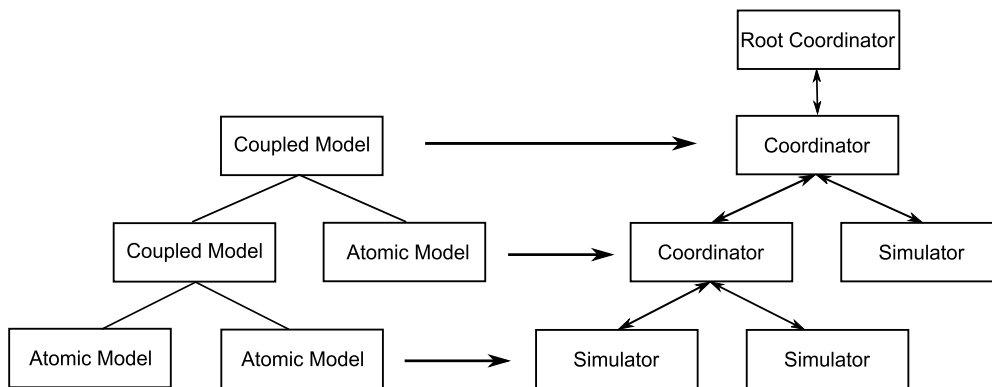 Root Coordinator
Coupled Model
Coordinator
Coupled Model
Atomic Model
Coordinator
Simulator
Atomic Model
Atomic Model
Simulator
Simulator